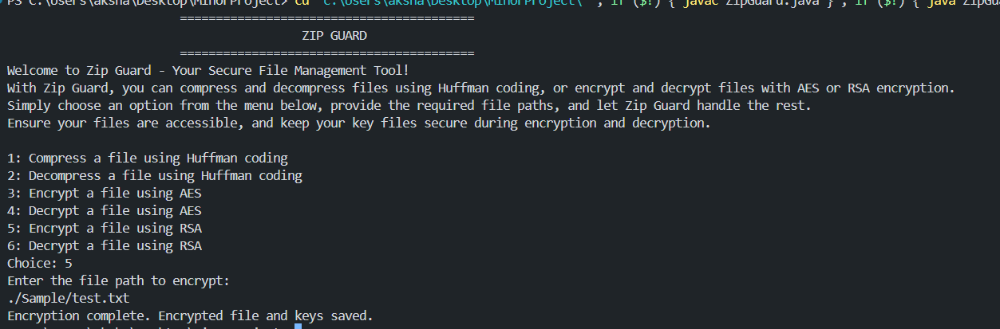 PS C:\Users\aksha\Desktop\MinorProject> cd "c:\Users\aksha\Desktop\MinorProject\" ; if ($?) { javac ZipGuard.java } ; if ($?) { java ZipGua
=========================================
ZIP GUARD
=========================================
Welcome to Zip Guard - Your Secure File Management Tool!
With Zip Guard, you can compress and decompress files using Huffman coding, or encrypt and decrypt files with AES or RSA encryption.
Simply choose an option from the menu below, provide the required file paths, and let Zip Guard handle the rest.
Ensure your files are accessible, and keep your key files secure during encryption and decryption.
1: Compress a file using Huffman coding
2: Decompress a file using Huffman coding
3: Encrypt a file using AES
4: Decrypt a file using AES
5: Encrypt a file using RSA
6: Decrypt a file using RSA
Choice: 5
Enter the file path to encrypt:
./Sample/test.txt
Encryption complete. Encrypted file and keys saved.